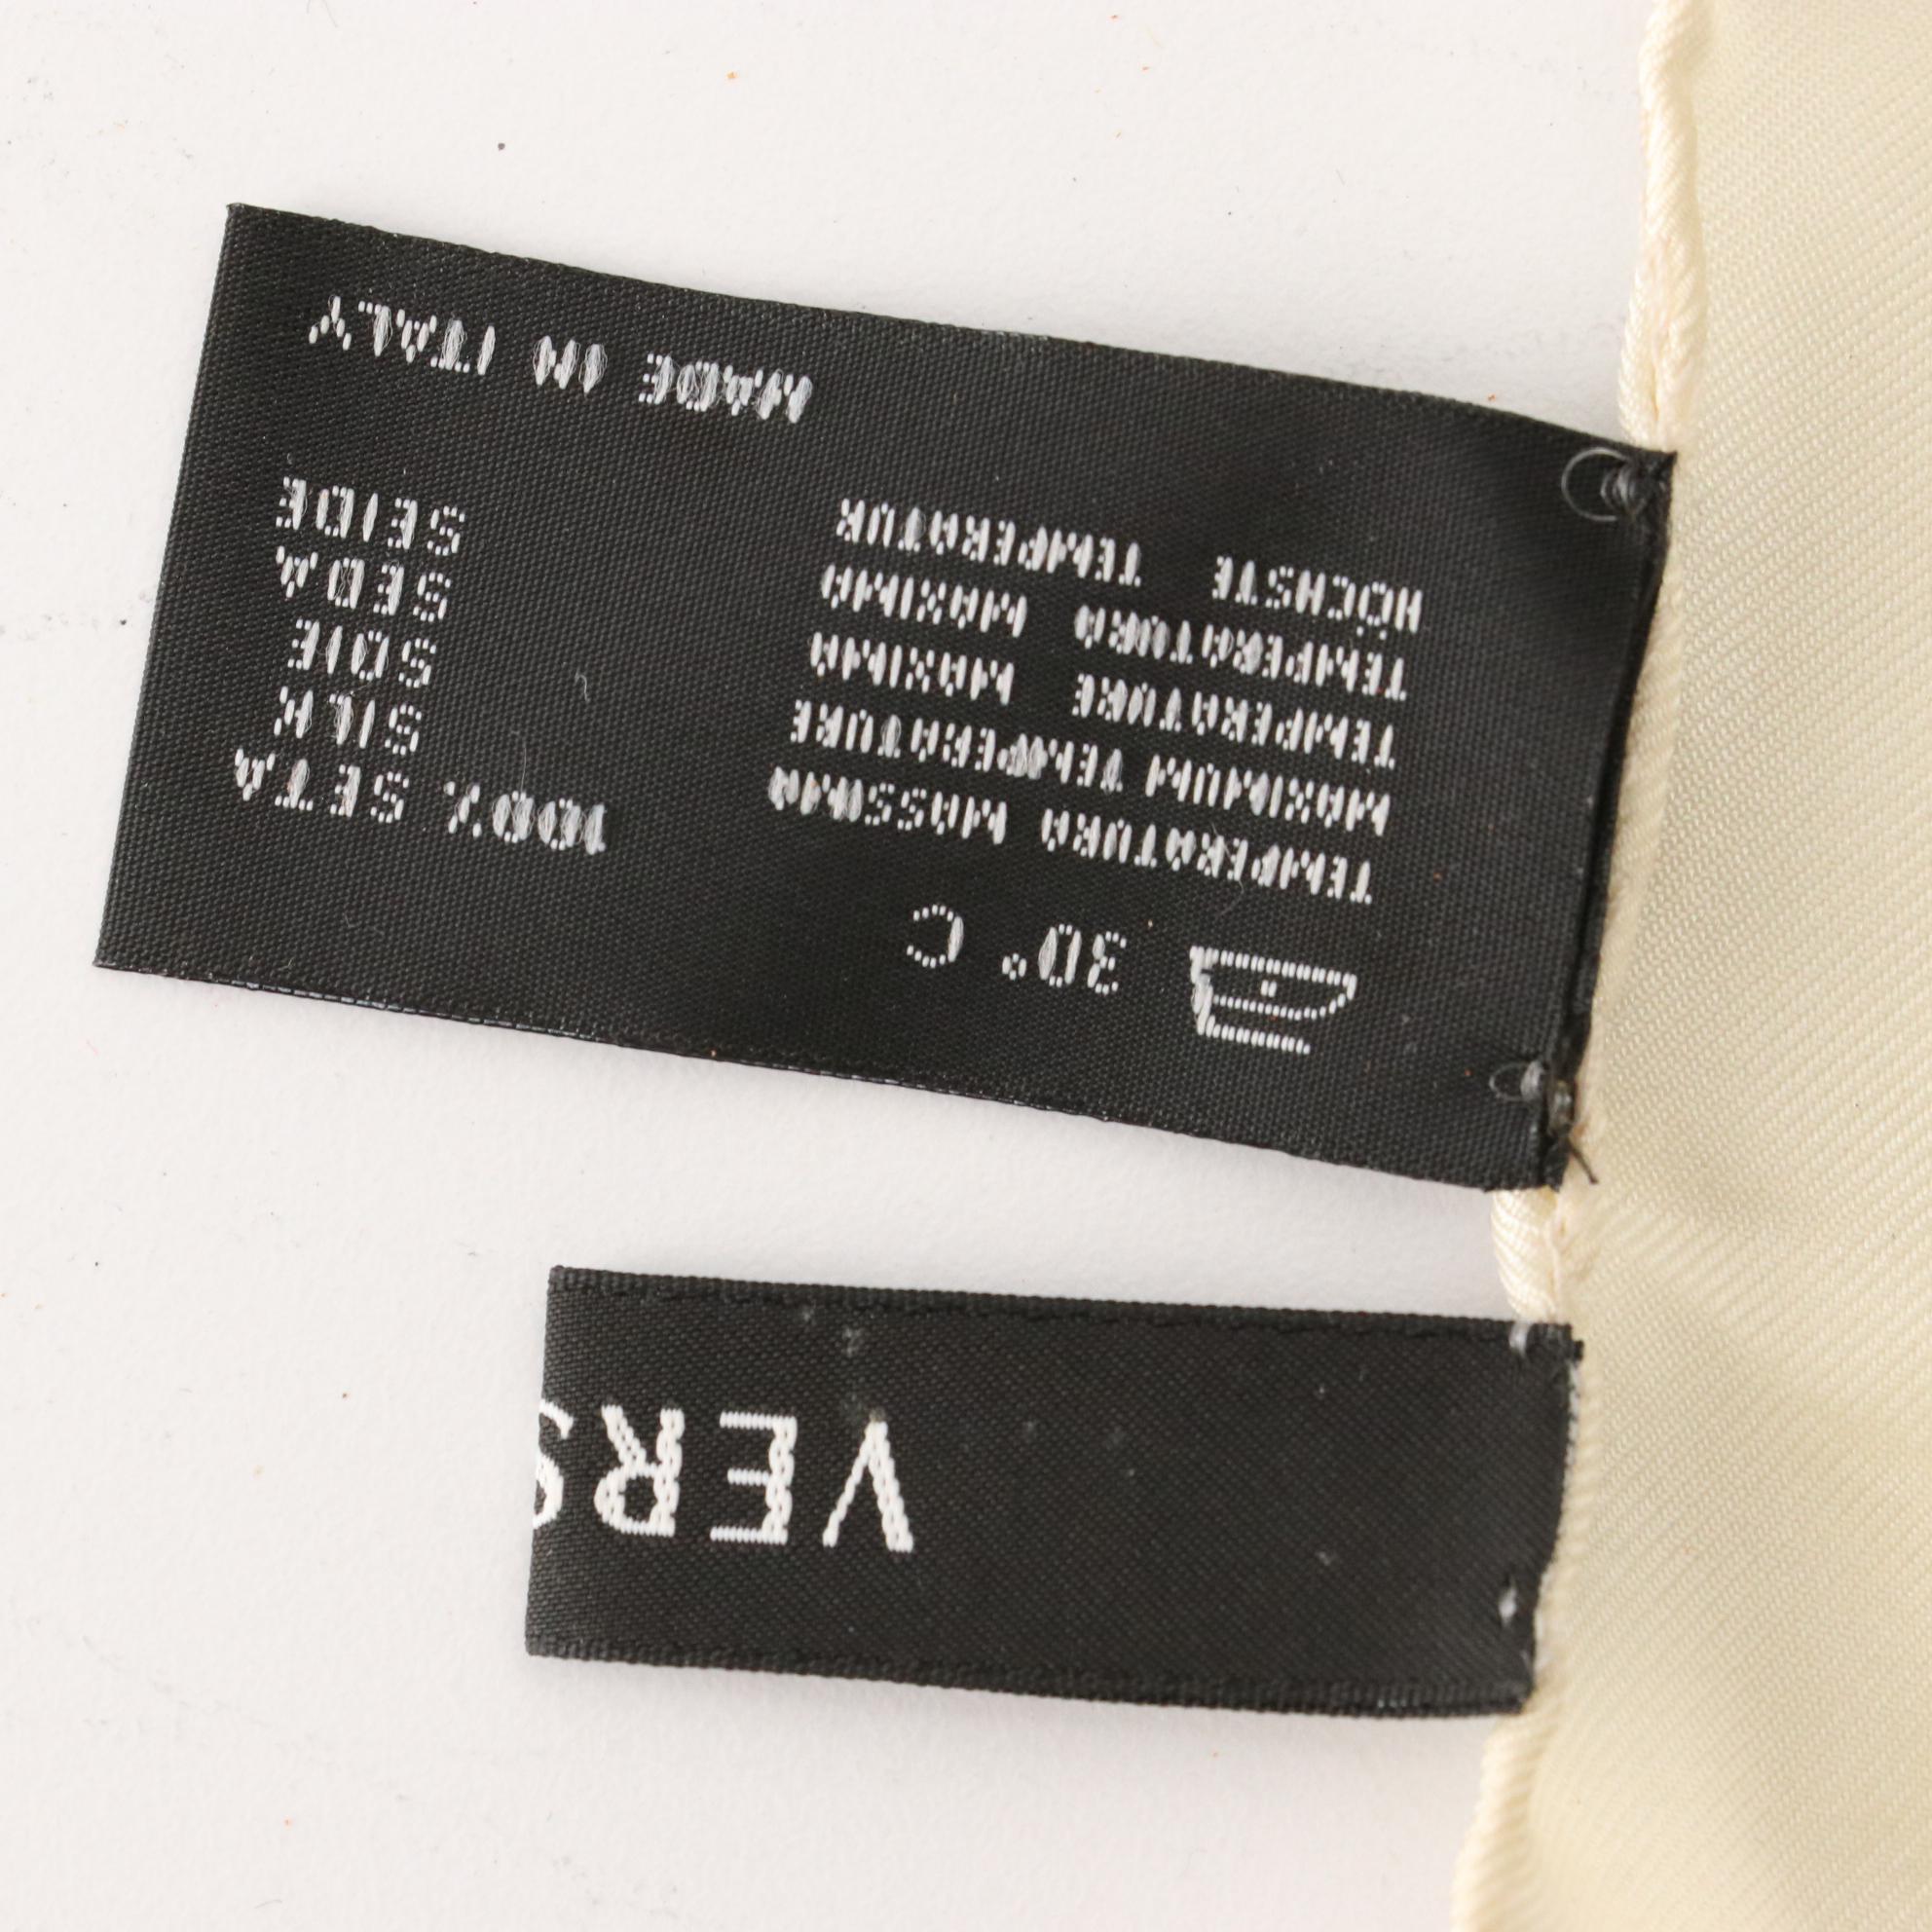 30° C
TEMPERATURA MASSIMA
MAXIMUM TEMPERATURE
TEMPERATURE MAXIMA
TEMPERATURA MAXIMA
HÖCHSTE TEMPERATUR
100% SETA
SILK
SOIE
SEDA
SEIDE
MADE IN ITALY
VERS